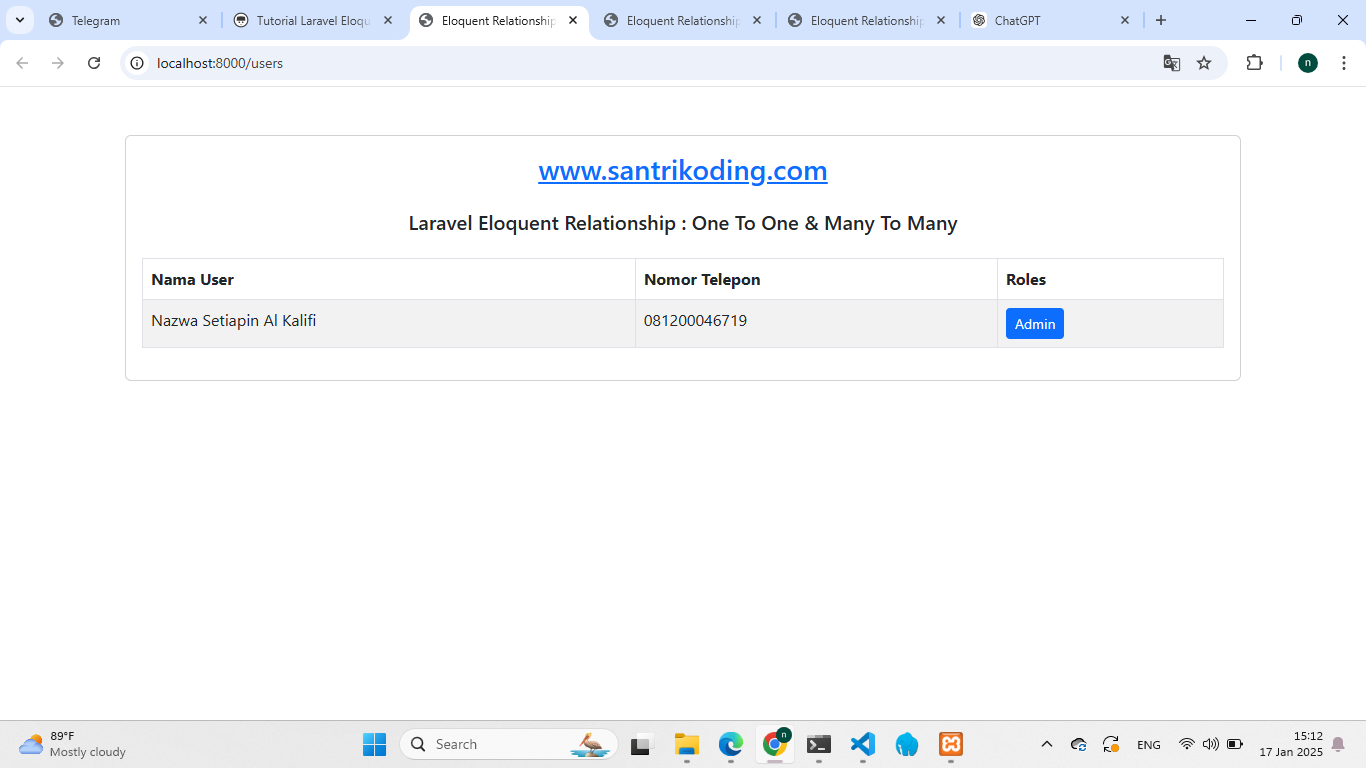 Telegram
Tutorial Laravel Eloqu
Eloquent Relationship
Eloquent Relationship
Eloquent Relationship
ChatGPT
localhost:8000/users
n
www.santrikoding.com
Laravel Eloquent Relationship : One To One & Many To Many
Nama User Nomor Telepon Roles
Nazwa Setiapin Al Kalifi 081200046719 Admin
89°F
Mostly cloudy
Search
n
ENG
15:12
17 Jan 2025